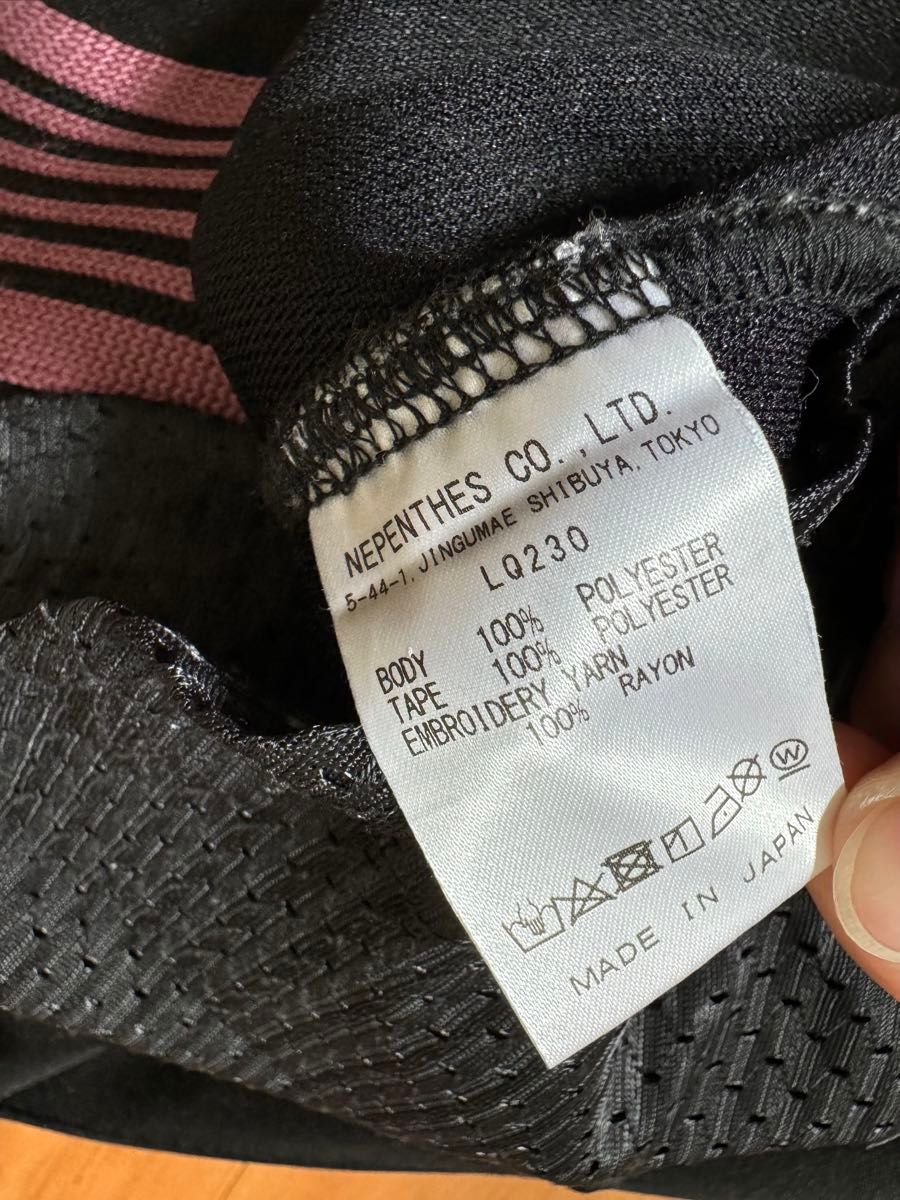 NEPENTHES CO.,LTD.
5-44-1, JINGUMAE SHIBUYA, TOKYO
LQ230
BODY 100% POLYESTER
TAPE 100% POLYESTER
EMBROIDERY YARN
100% RAYON
W
MADE IN JAPAN